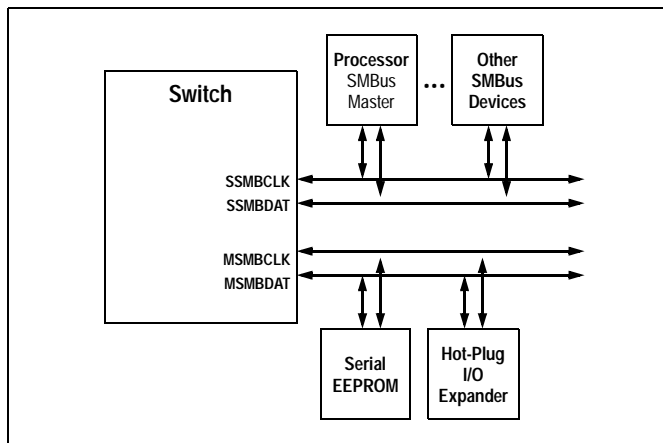 Processor
SMBus
Master
...
Other
SMBus
Devices
Switch
SSMBCLK
SSMBDAT
MSMBCLK
MSMBDAT
Serial
EEPROM
Hot-Plug
I/O
Expander